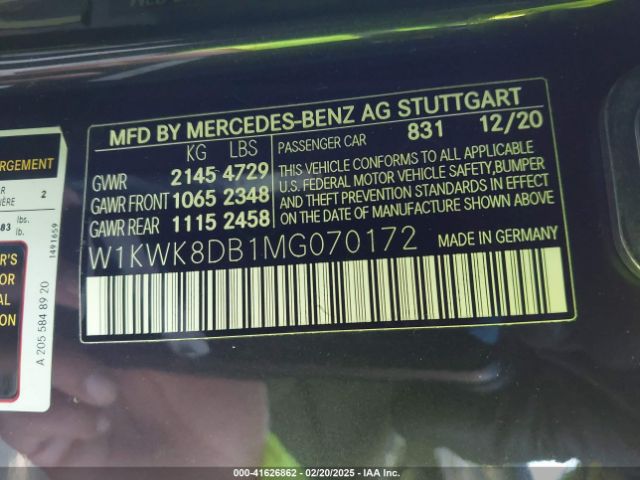 MFD BY MERCEDES-BENZ AG STUTTGART
KG LBS PASSENGER CAR 831 12/20
GVWR 2145 4729
GAWR FRONT 1065 2348
GAWR REAR 1115 2458
THIS VEHICLE CONFORMS TO ALL APPLICABLE
U.S. FEDERAL MOTOR VEHICLE SAFETY,BUMPER
AND THEFT PREVENTION STANDARDS IN EFFECT
ON THE DATE OF MANUFACTURE SHOWN ABOVE
W1KWK8DB1MG070172 MADE IN GERMANY
2
83 lbs.
1491659
A 205 584 89 20
000-41626862 - 02/20/2025 - IAA Inc.